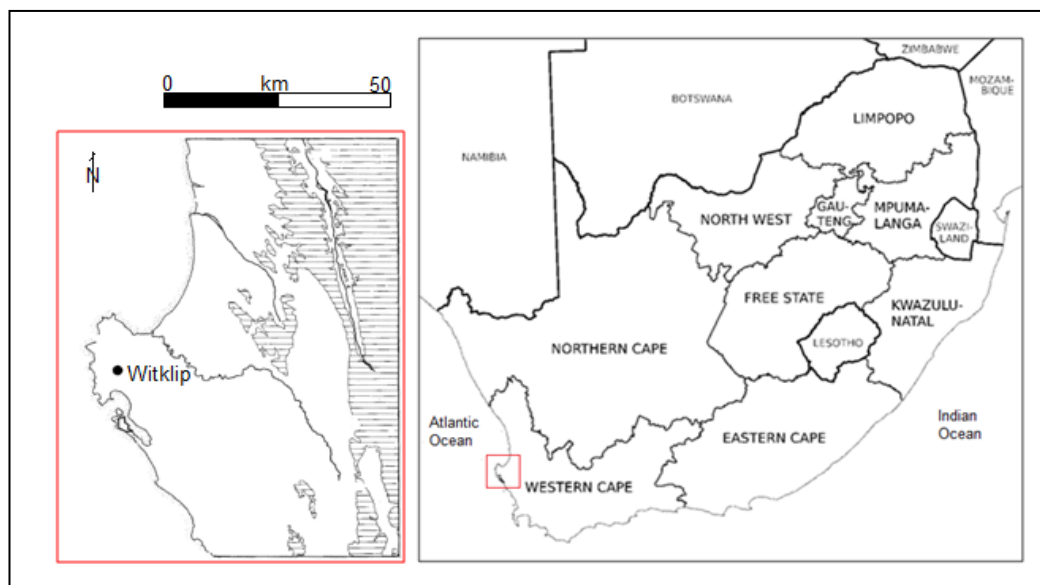 0 km 50
N
Witklip
ZIMBABWE
MOZAM-
BIQUE
BOTSWANA
LIMPOPO
NAMIBIA
NORTH WEST
GAU-
TENG
MPUMA-
LANGA
SWAZI-
LAND
FREE STATE
KWAZULU-
NATAL
LESOTHO
NORTHERN CAPE
Atlantic
Ocean
Indian
Ocean
EASTERN CAPE
WESTERN CAPE